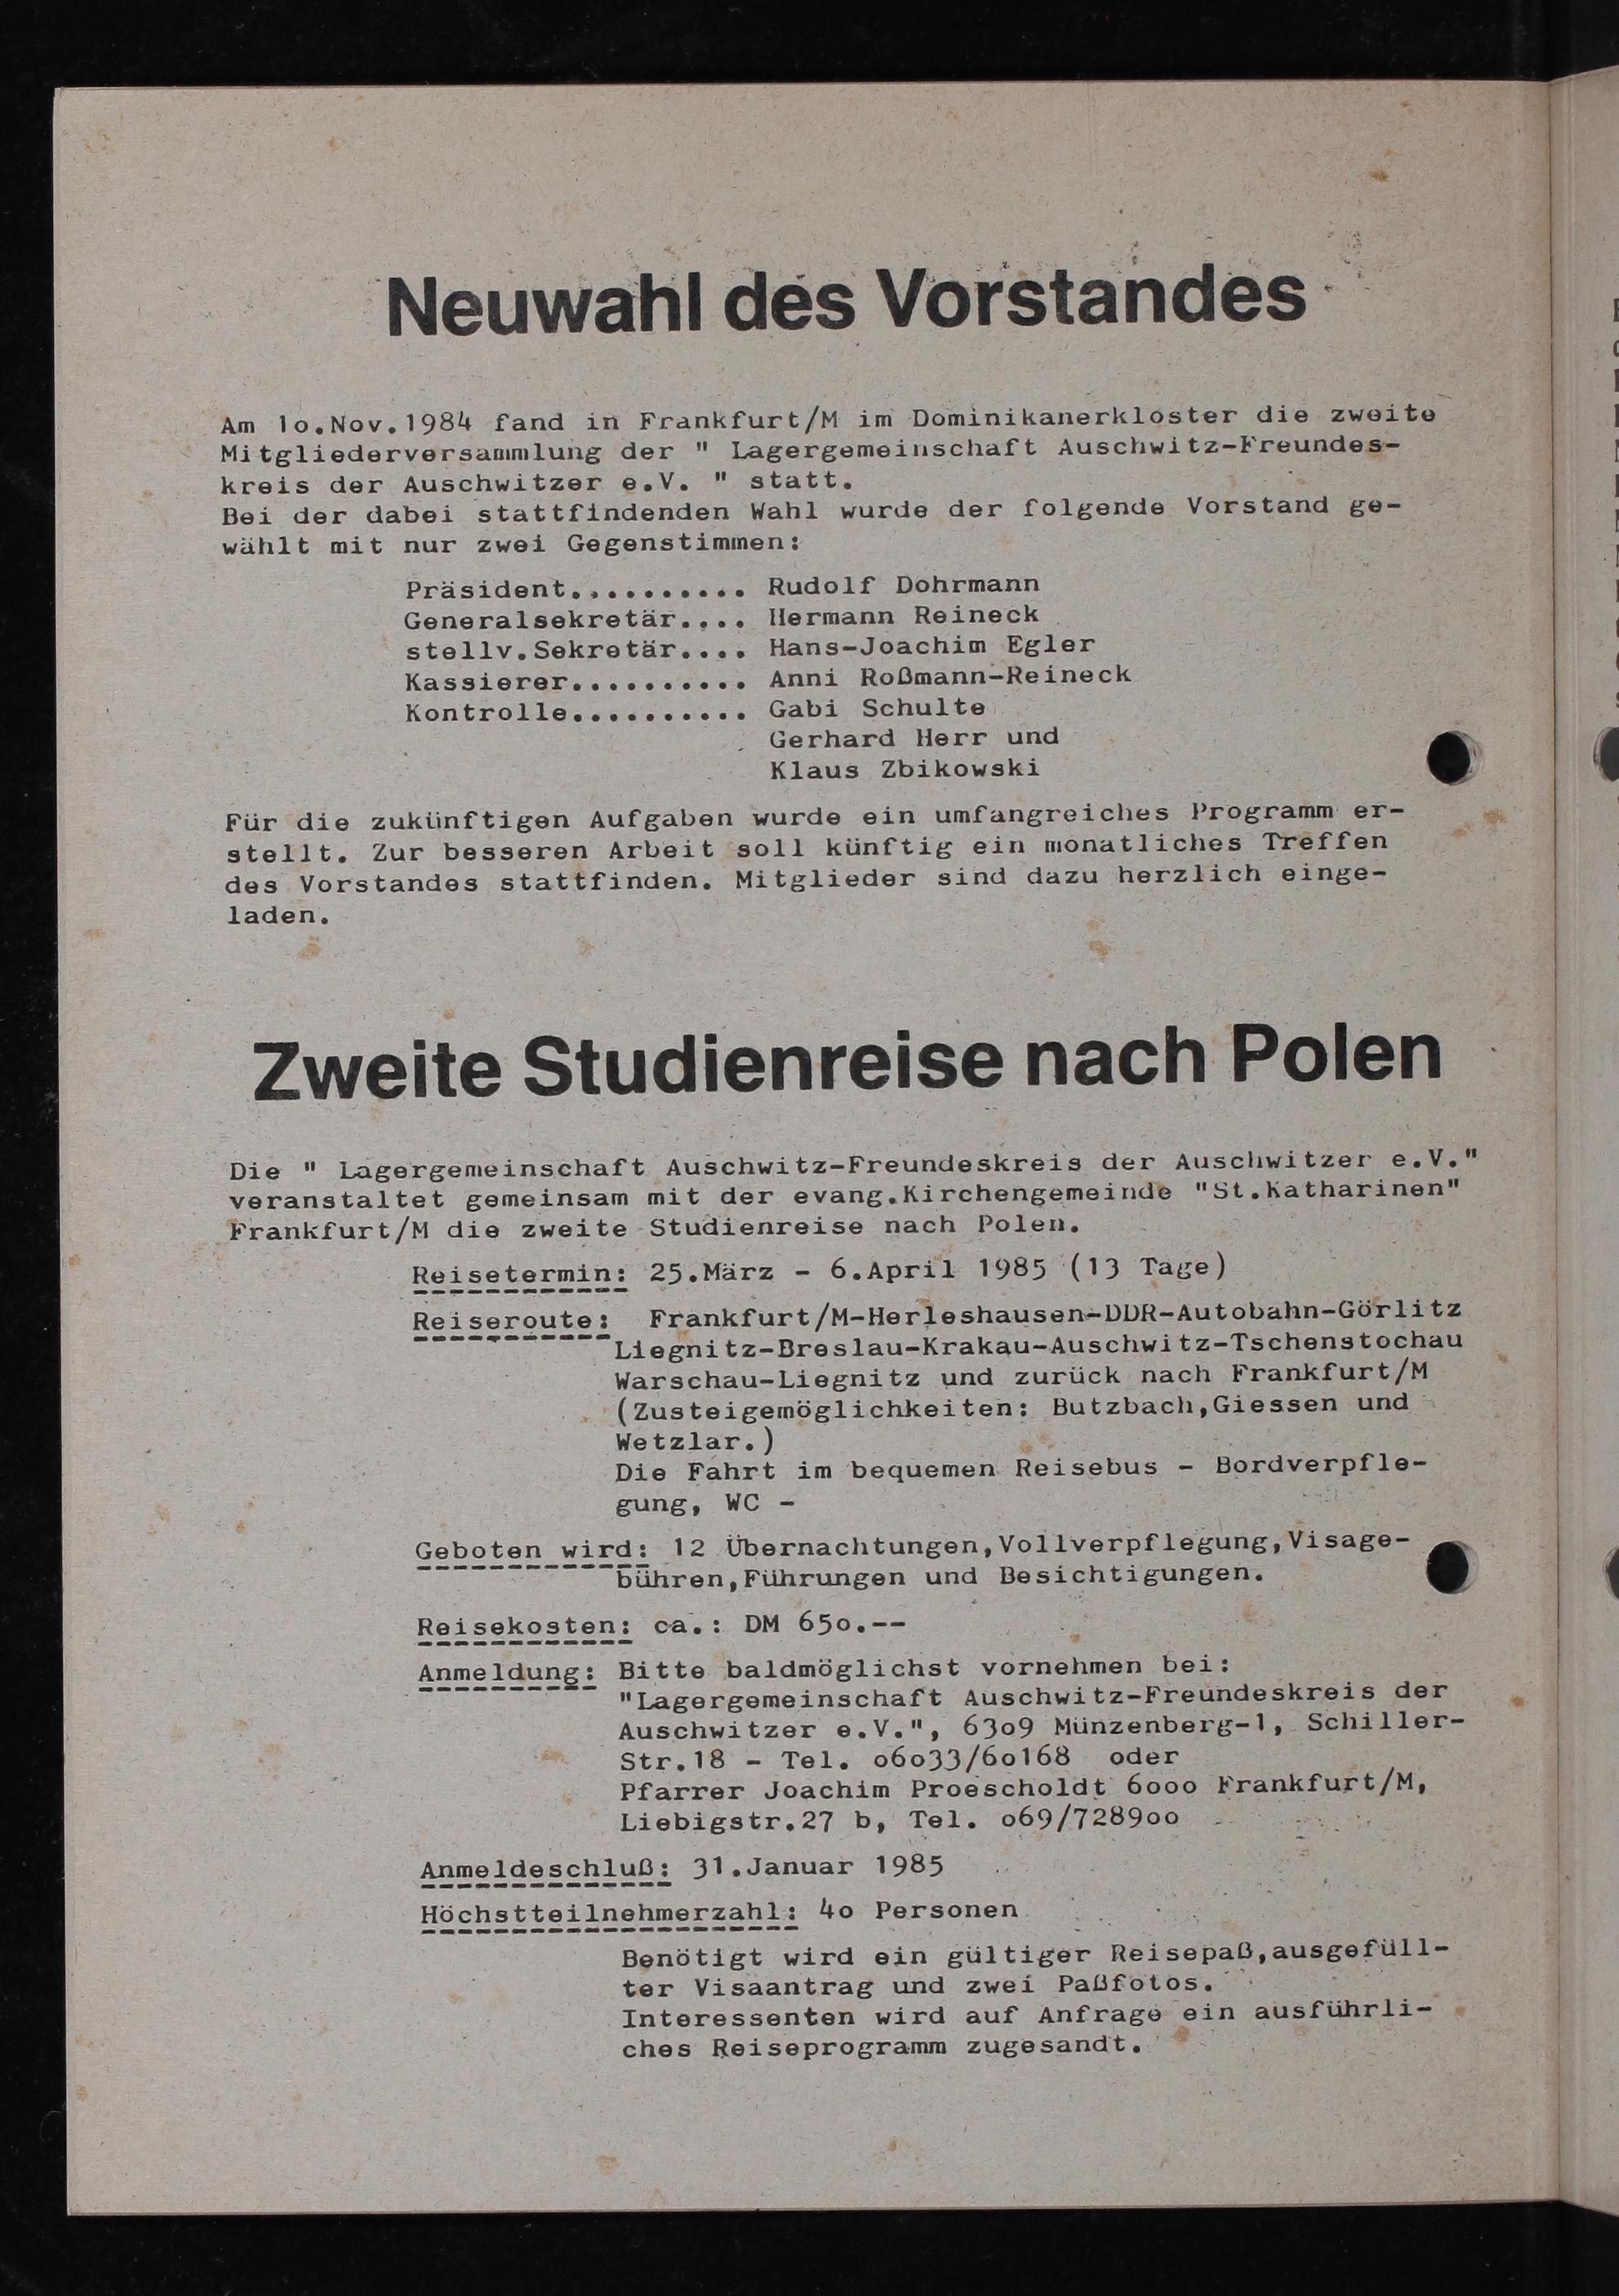 Neuwahl des Vorstandes
Am 1o.Nov.1984 fand in Frankfurt/M im Dominikanerkloster die zweite
Mitgliederversammlung der " Lagergemeinschaft Auschwitz-Freundes-
kreis der Auschwitzer e.V. " statt.
Bei der dabei stattfindenden Wahl wurde der folgende Vorstand ge-
wählt mit nur zwei Gegenstimmen:
Präsident.......... Rudolf Dohrmann
Generalsekretär.... Hermann Reineck
stellv.Sekretär.... Hans-Joachim Egler
Kassierer.......... Anni Roßmann-Reineck
Kontrolle.......... Gabi Schulte
Gerhard Herr und
Klaus Zbikowski
Für die zukünftigen Aufgaben wurde ein umfangreiches Programm er-
stellt. Zur besseren Arbeit soll künftig ein monatliches Treffen
des Vorstandes stattfinden. Mitglieder sind dazu herzlich einge-
laden.
Zweite Studienreise nach Polen
Die " Lagergemeinschaft Auschwitz-Freundeskreis der Auschwitzer e.V."
veranstaltet gemeinsam mit der evang.Kirchengemeinde "St.Katharinen"
Frankfurt/M die zweite Studienreise nach Polen.
Reisetermin: 25.März - 6.April 1985 (13 Tage)
Reiseroute: Frankfurt/M-Herleshausen-DDR-Autobahn-Görlitz
Liegnitz-Breslau-Krakau-Auschwitz-Tschenstochau
Warschau-Liegnitz und zurück nach Frankfurt/M
(Zusteigemöglichkeiten: Butzbach,Giessen und
Wetzlar.)
Die Fahrt im bequemen Reisebus - Bordverpfle-
gung, WC -
Geboten wird: 12 Übernachtungen,Vollverpflegung,Visage-
bühren,Führungen und Besichtigungen.
Reisekosten: ca.: DM 65o.--
Anmeldung: Bitte baldmöglichst vornehmen bei:
"Lagergemeinschaft Auschwitz-Freundeskreis der
Auschwitzer e.V.", 63o9 Münzenberg-1, Schiller-
Str.18 - Tel. o6o33/6o168 oder
Pfarrer Joachim Proescholdt 6ooo Frankfurt/M,
Liebigstr.27 b, Tel. o69/7289oo
Anmeldeschluß: 31.Januar 1985
Höchstteilnehmerzahl: 4o Personen
Benötigt wird ein gültiger Reisepaß,ausgefüll-
ter Visaantrag und zwei Paßfotos.
Interessenten wird auf Anfrage ein ausführli-
ches Reiseprogramm zugesandt.